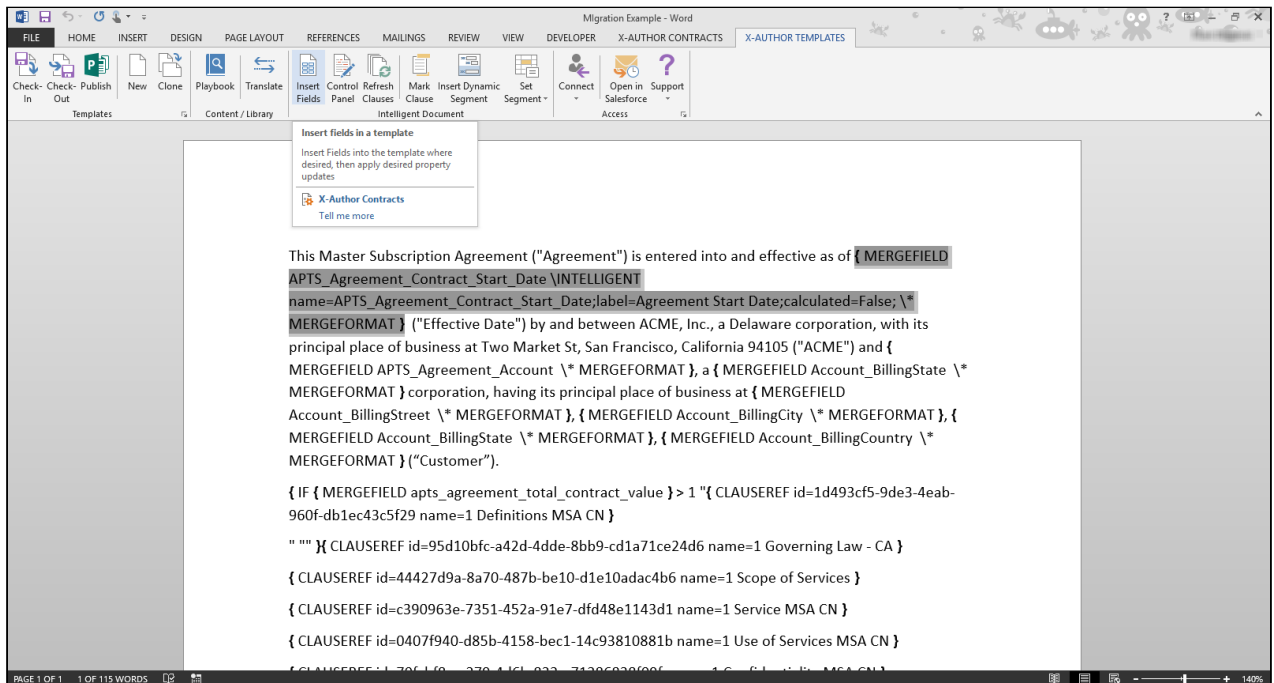 MIgration Example - Word
?
FILE HOME INSERT DESIGN PAGE LAYOUT REFERENCES MAILINGS REVIEW VIEW DEVELOPER X-AUTHOR CONTRACTS X-AUTHOR TEMPLATES
Check- Check- Publish New Clone Playbook Translate Insert Control Refresh Mark Insert Dynamic Set Connect Open in Support
In Out Fields Panel Clauses Clause Segment Segment Salesforce
Templates Content / Library Intelligent Document Access
Insert fields in a template
Insert Fields into the template where
desired, then apply desired property
updates
X-Author Contracts
Tell me more
This Master Subscription Agreement ("Agreement") is entered into and effective as of { MERGEFIELD
APTS_Agreement_Contract_Start_Date \INTELLIGENT
name=APTS_Agreement_Contract_Start_Date;label=Agreement Start Date;calculated=False; \*
MERGEFORMAT } ("Effective Date") by and between ACME, Inc., a Delaware corporation, with its
principal place of business at Two Market St, San Francisco, California 94105 ("ACME") and {
MERGEFIELD APTS_Agreement_Account \* MERGEFORMAT }, a { MERGEFIELD Account_BillingState \*
MERGEFORMAT } corporation, having its principal place of business at { MERGEFIELD
Account_BillingStreet \* MERGEFORMAT }, { MERGEFIELD Account_BillingCity \* MERGEFORMAT }, {
MERGEFIELD Account_BillingState \* MERGEFORMAT }, { MERGEFIELD Account_BillingCountry \*
MERGEFORMAT } (“Customer”).
{ IF { MERGEFIELD apts_agreement_total_contract_value } > 1 "{ CLAUSEREF id=1d493cf5-9de3-4eab-
960f-db1ec43c5f29 name=1 Definitions MSA CN }
" "" }{ CLAUSEREF id=95d10bfc-a42d-4dde-8bb9-cd1a71ce24d6 name=1 Governing Law - CA }
{ CLAUSEREF id=44427d9a-8a70-487b-be10-d1e10adac4b6 name=1 Scope of Services }
{ CLAUSEREF id=c390963e-7351-452a-91e7-dfd48e1143d1 name=1 Service MSA CN }
{ CLAUSEREF id=0407f940-d85b-4158-bec1-14c93810881b name=1 Use of Services MSA CN }
PAGE 1 OF 1 1 OF 115 WORDS 140%